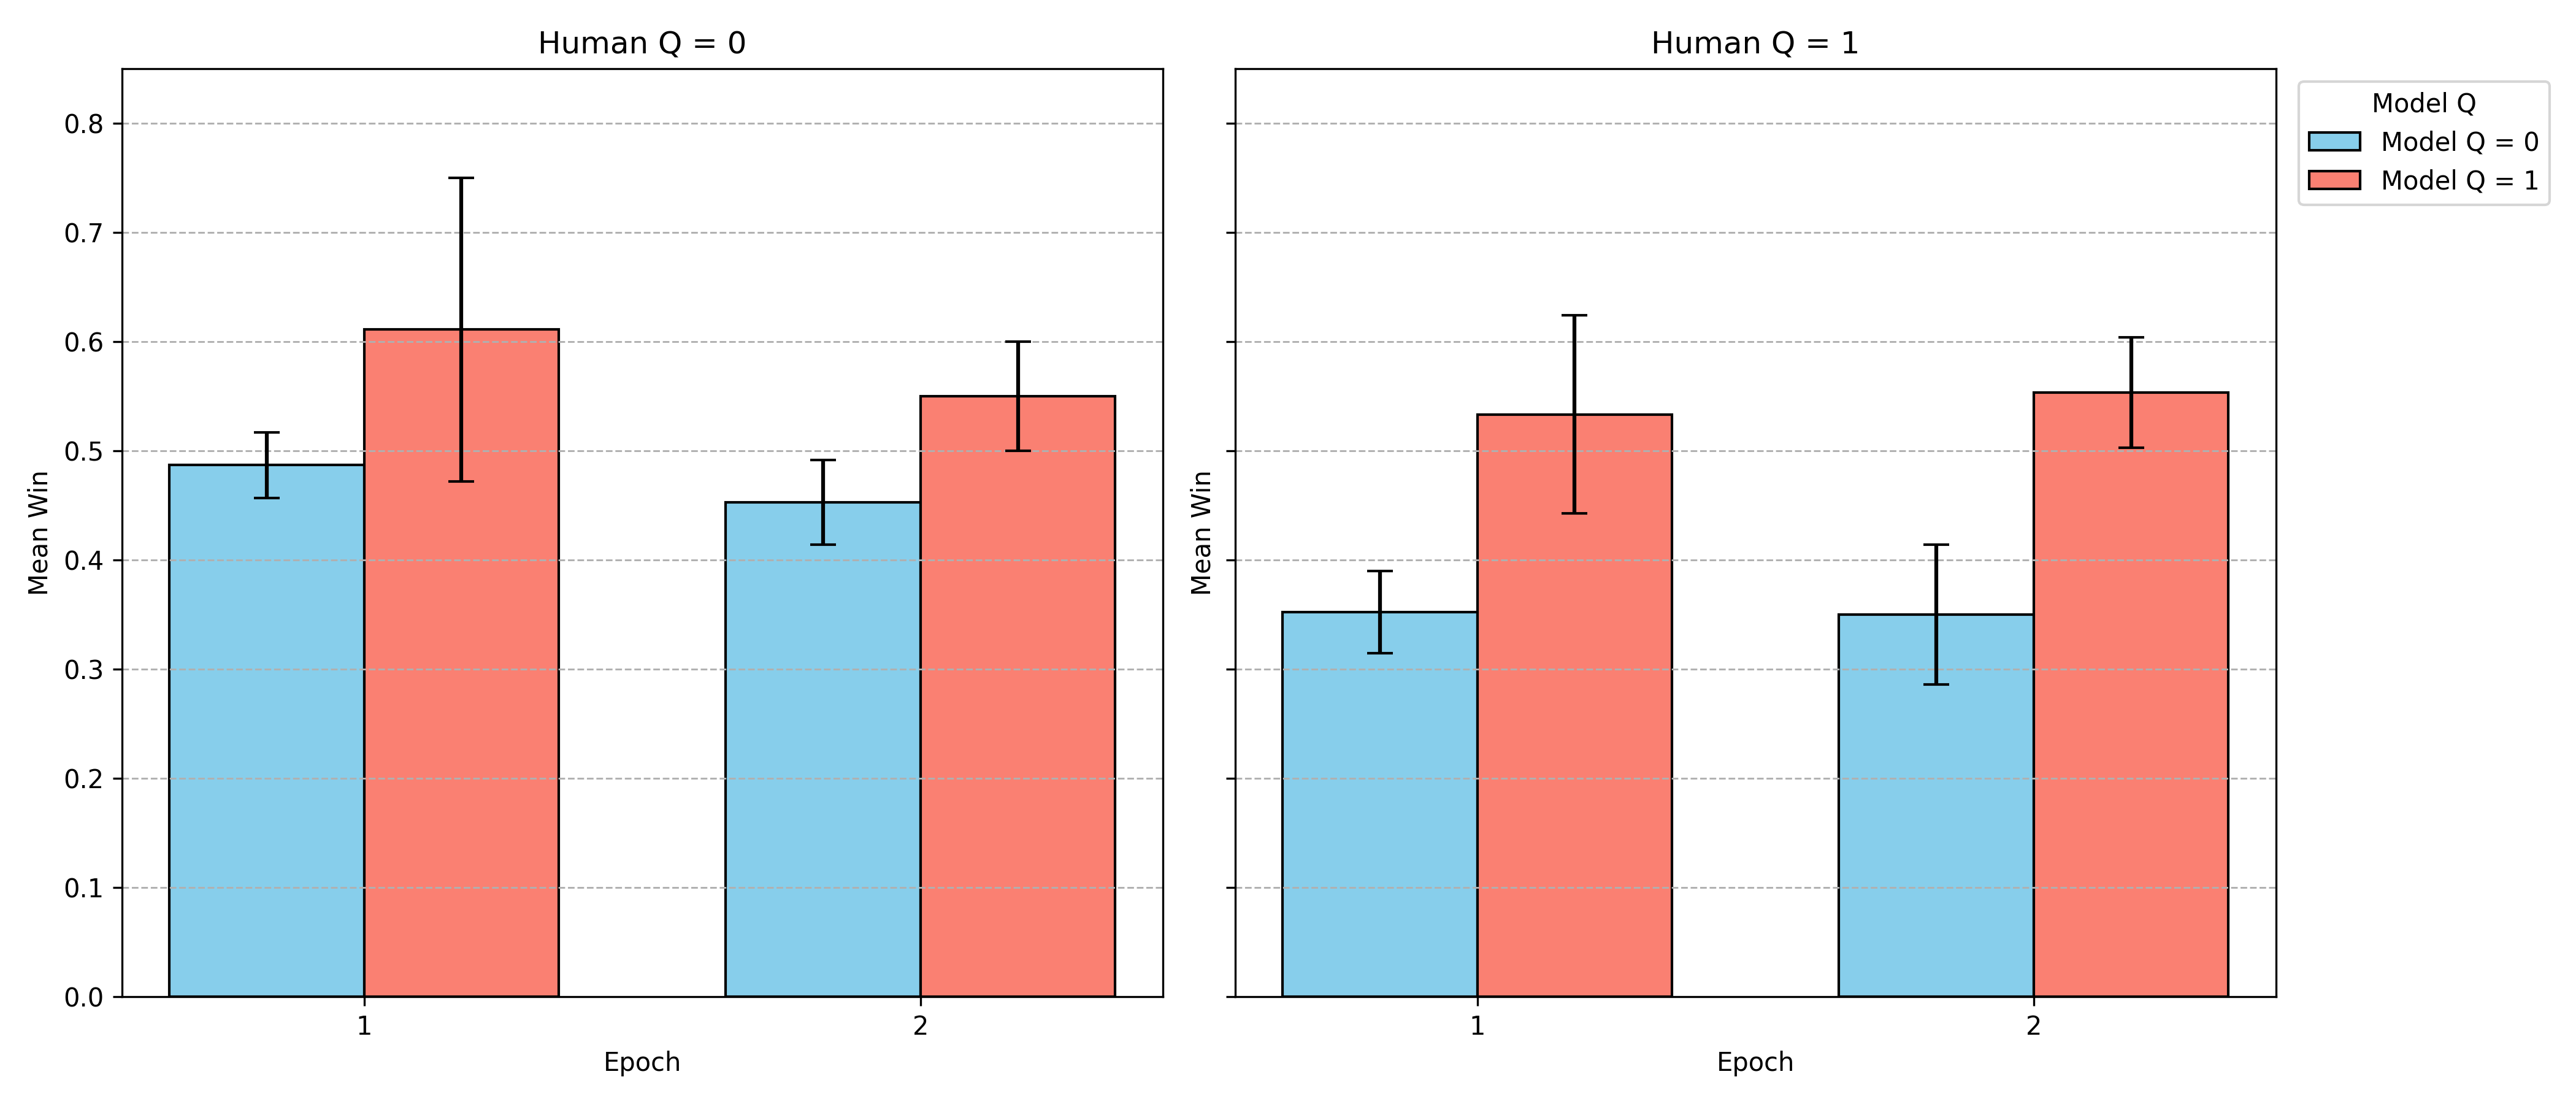 Human Q = 0
Human Q = 1
Model Q
Model Q = 0
Model Q = 1
0.8
0.7
0.6
0.5
0.4
0.3
0.2
0.1
0.0
Mean Win
Mean Win
1
2
1
2
Epoch
Epoch